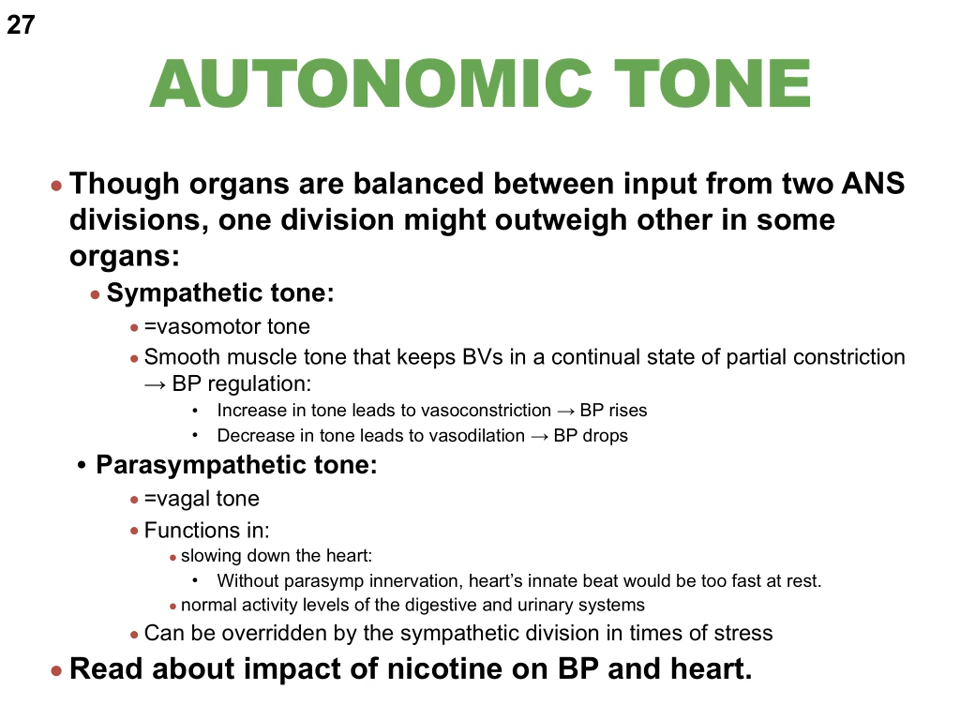 27
AUTONOMIC TONE
• Though organs are balanced between input from two ANS
divisions, one division might outweigh other in some
organs:
• Sympathetic tone:
• =vasomotor tone
• Smooth muscle tone that keeps BVs in a continual state of partial constriction
→ BP regulation:
• Increase in tone leads to vasoconstriction → BP rises
• Decrease in tone leads to vasodilation → BP drops
• Parasympathetic tone:
• =vagal tone
• Functions in:
• slowing down the heart:
• Without parasymp innervation, heart's innate beat would be too fast at rest.
• normal activity levels of the digestive and urinary systems
• Can be overridden by the sympathetic division in times of stress
• Read about impact of nicotine on BP and heart.